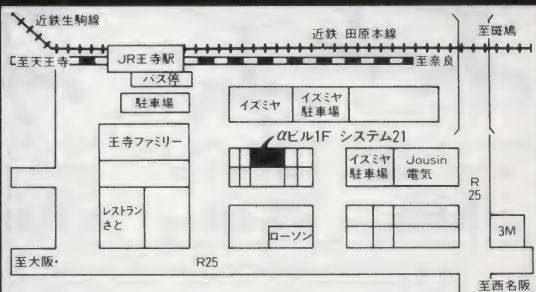 近鉄生駒線
近鉄 田原本線
至斑鳩
至天王寺
JR王寺駅
至奈良
バス停
駐車場
イズミヤ
イズミヤ
駐車場
αビル1F システム21
王寺ファミリー
イズミヤ
駐車場
Jousin
電気
R
25
レストラン
さと
ローソン
3M
至大阪・
R25
至西名阪